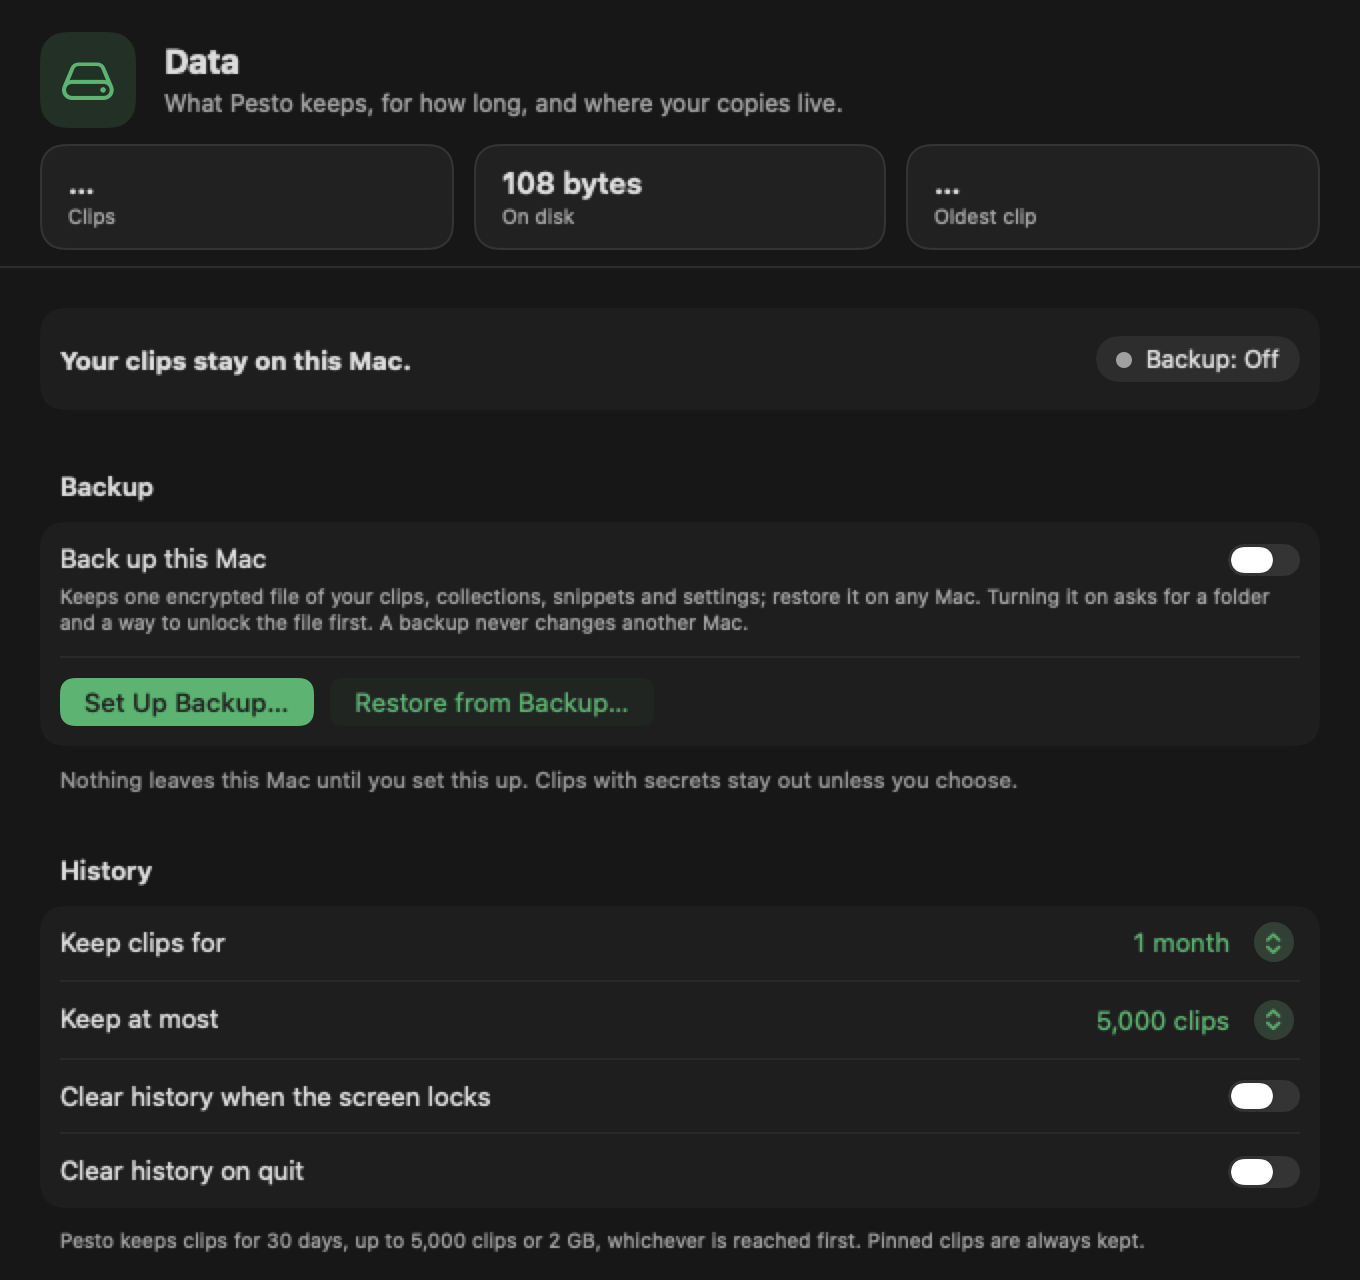 Data
What Pesto keeps, for how long, and where your copies live.
...
Clips
108 bytes
On disk
...
Oldest clip
Your clips stay on this Mac.
Backup: Off
Backup
Back up this Mac
Keeps one encrypted file of your clips, collections, snippets and settings; restore it on any Mac. Turning it on asks for a folder
and a way to unlock the file first. A backup never changes another Mac.
Set Up Backup...
Restore from Backup...
Nothing leaves this Mac until you set this up. Clips with secrets stay out unless you choose.
History
Keep clips for
1 month
Keep at most
5,000 clips
Clear history when the screen locks
Clear history on quit
Pesto keeps clips for 30 days, up to 5,000 clips or 2 GB, whichever is reached first. Pinned clips are always kept.